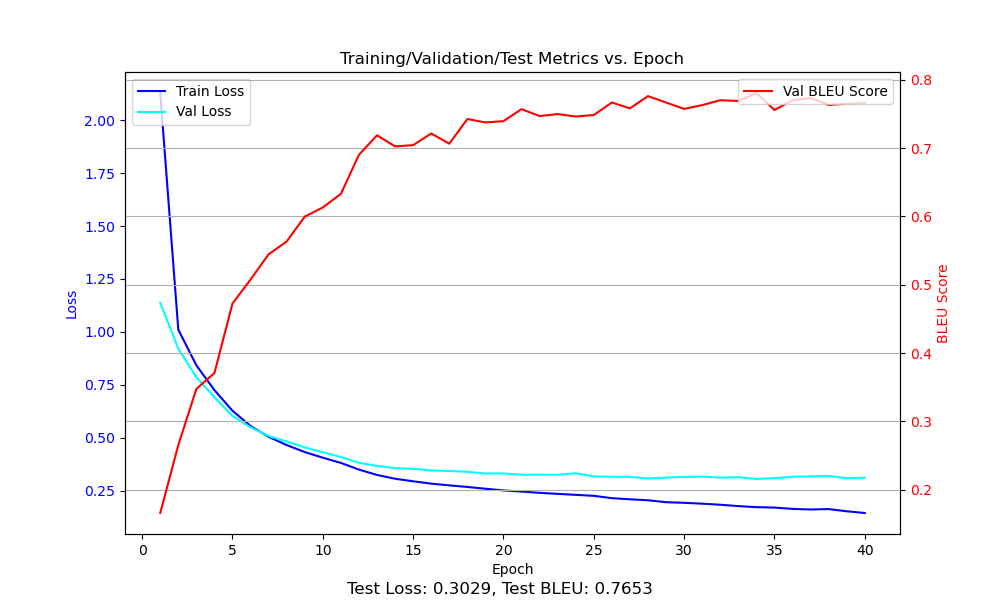 Training/Validation/Test Metrics vs. Epoch
Train Loss
Val Loss
Val BLEU Score
2.00
1.75
1.50
1.25
1.00
0.75
0.50
0.25
Loss
0.8
0.7
0.6
0.5
0.4
0.3
0.2
BLEU Score
0 5 10 15 20 25 30 35 40
Epoch
Test Loss: 0.3029, Test BLEU: 0.7653